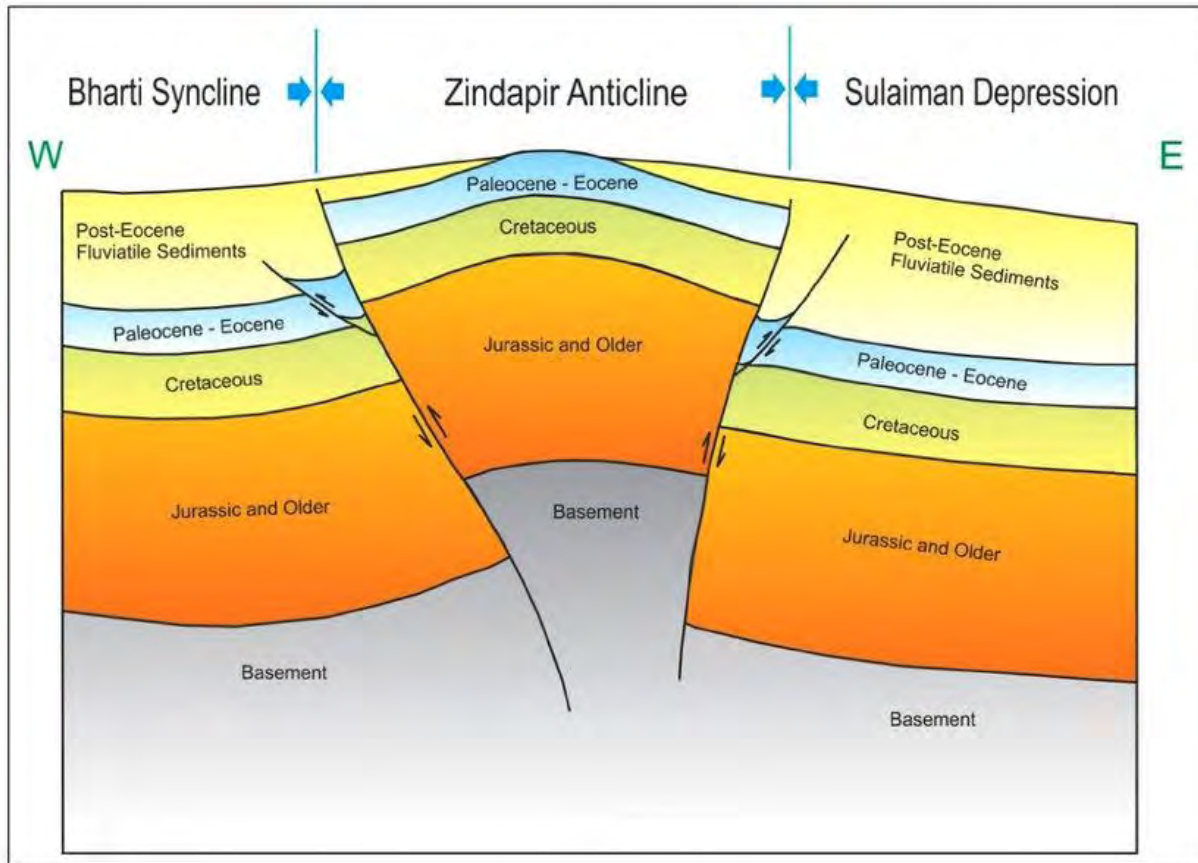 Bharti Syncline
Zindapir Anticline
Sulaiman Depression
W
E
Paleocene - Eocene
Cretaceous
Jurassic and Older
Basement
Post-Eocene
Fluviatile Sediments
Paleocene - Eocene
Cretaceous
Jurassic and Older
Basement
Post-Eocene
Fluviatile Sediments
Paleocene - Eocene
Cretaceous
Jurassic and Older
Basement